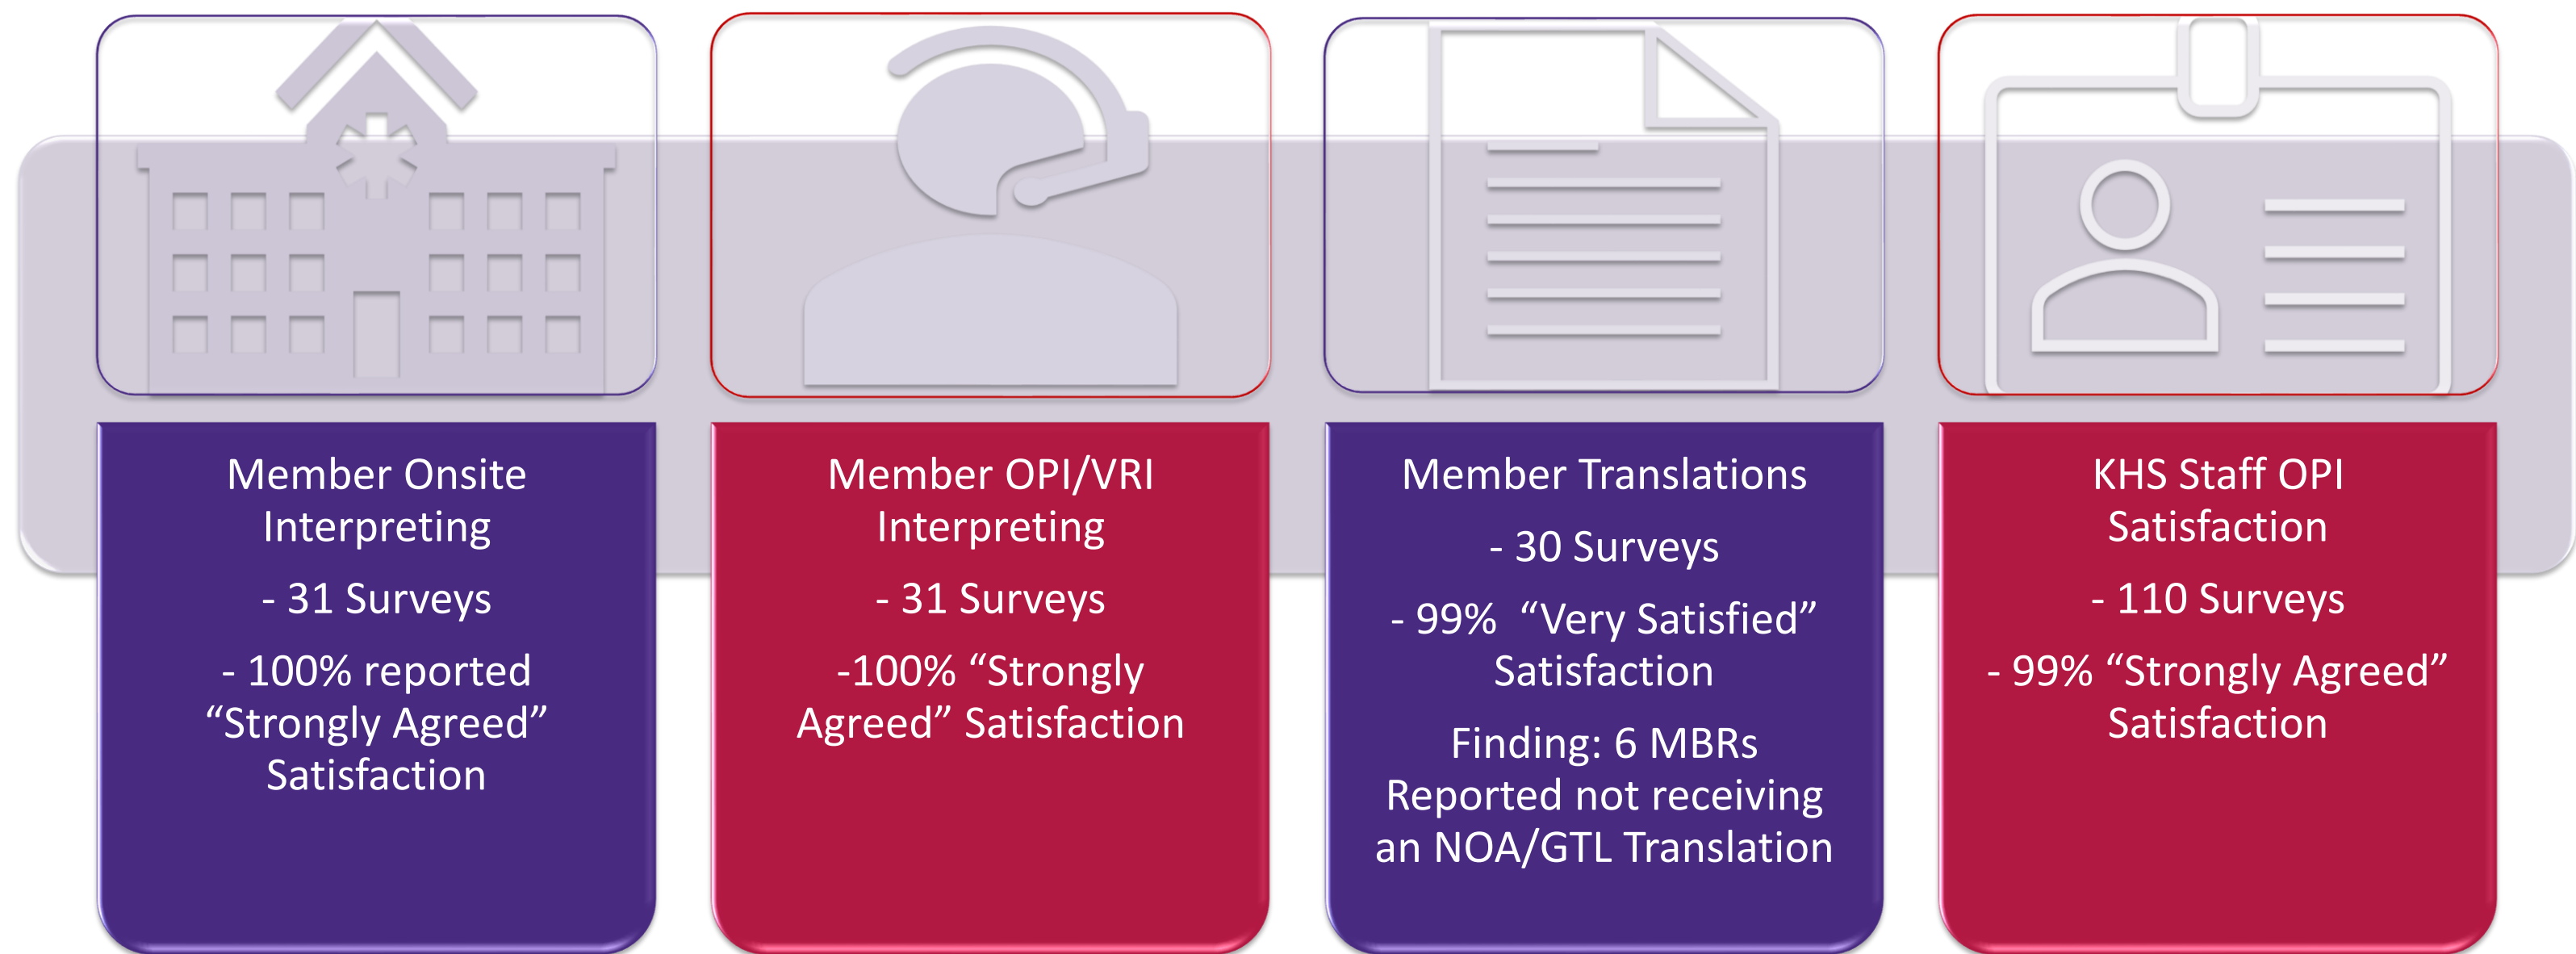 Member Onsite
Interpreting
- 31 Surveys
- 100% reported
“Strongly Agreed”
Satisfaction
Member OPI/VRI
Interpreting
- 31 Surveys
-100% “Strongly
Agreed” Satisfaction
Member Translations
- 30 Surveys
- 99%  “Very Satisfied”
Satisfaction
Finding: 6 MBRs
Reported not receiving
an NOA/GTL Translation
KHS Staff OPI
Satisfaction
- 110 Surveys
- 99% “Strongly Agreed”
Satisfaction